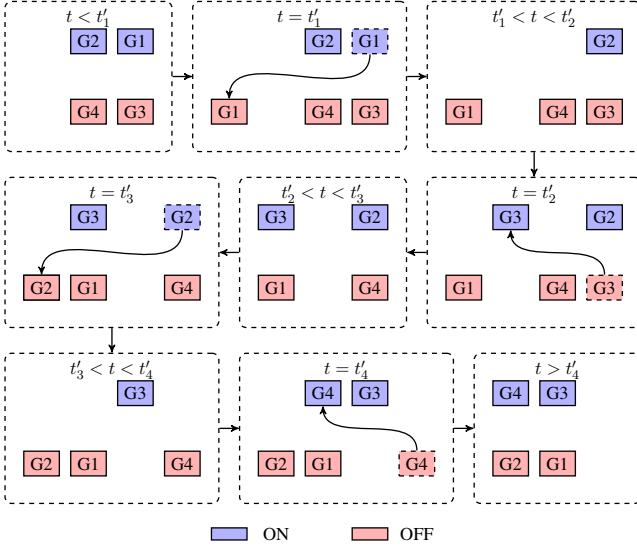 t < t′₁
G2 G1
G4 G3
t = t′₁
G2 G1
G1 G4 G3
t′₁ < t < t′₂
G2
G1 G4 G3
t = t′₃
G3 G2
G2 G1 G4
t′₂ < t < t′₃
G3 G2
G1 G4
t = t′₂
G3 G2
G1 G4 G3
t′₃ < t < t′₄
G3
G2 G1 G4
t = t′₄
G4 G3
G2 G1 G4
t > t′₄
G4 G3
G2 G1
ON OFF